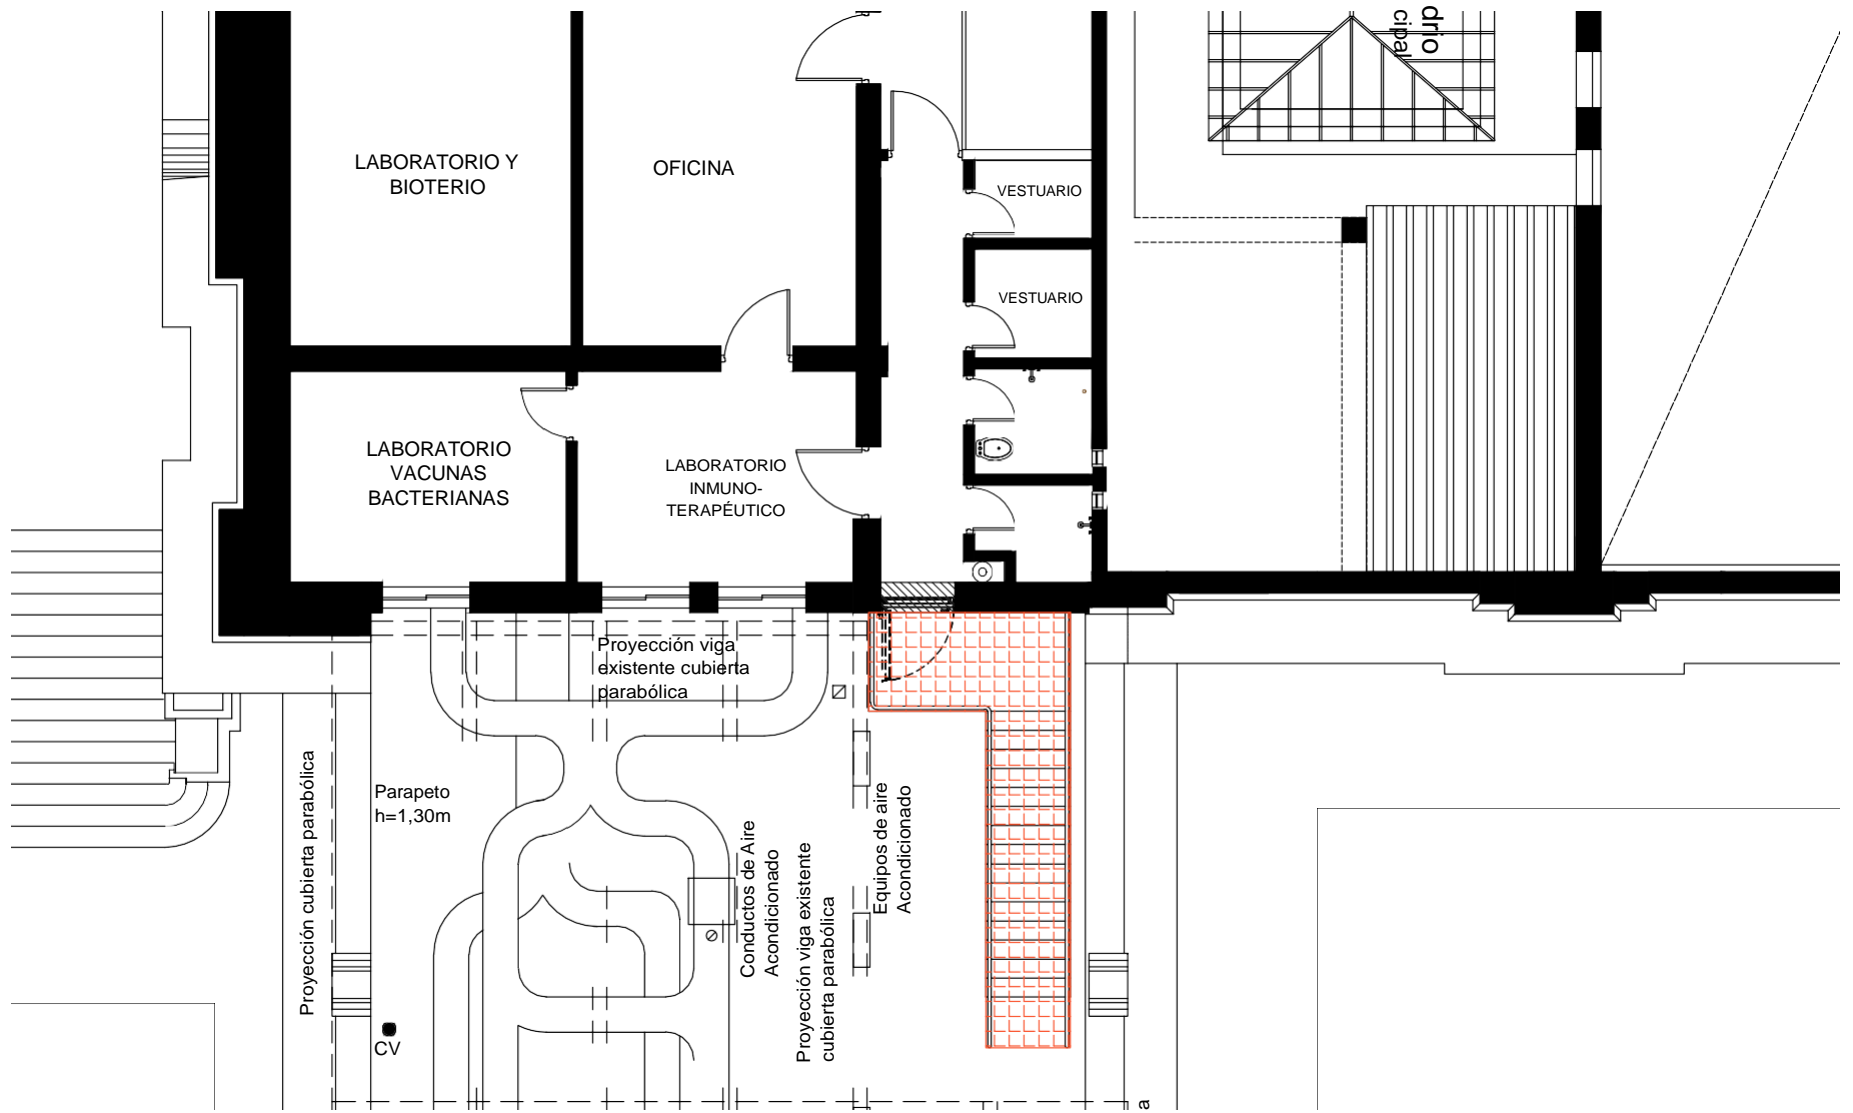 drio
cipal
LABORATORIO Y
BIOTERIO
OFICINA
VESTUARIO
VESTUARIO
LABORATORIO
VACUNAS
BACTERIANAS
LABORATORIO
INMUNO-
TERAPÉUTICO
Proyección viga
existente cubierta
parabólica
Proyección cubierta parabólica
Parapeto
h=1,30m
Conductos de Aire
Acondicionado
Proyección viga existente
cubierta parabólica
Equipos de aire
Acondicionado
CV
a